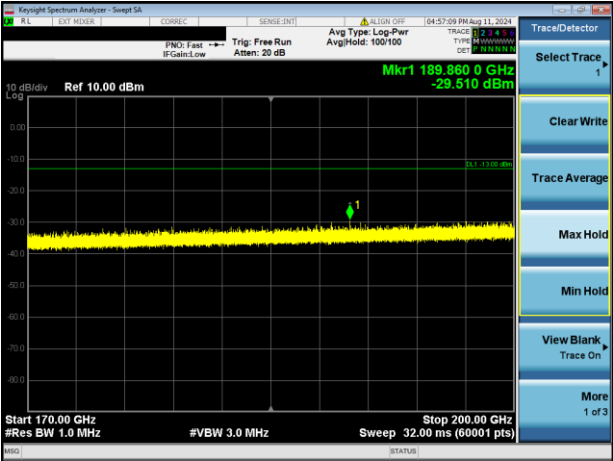 Keysight Spectrum Analyzer - Swept SA
RL EXT MIXER CORREC SENSE:INT ALIGN OFF 04:57:09 PM Aug 11, 2024
Avg Type: Log-Pwr TRACE 1 2 3 4 5 6
PNO: Fast Trig: Free Run Avg|Hold: 100/100 TYPE M W W W W W
IFGain:Low Atten: 20 dB DET P N N N N N
Trace/Detector
Mkr1 189.860 0 GHz
-29.510 dBm
10 dB/div Ref 10.00 dBm
Log
0.00
-10.0
DL1 -13.00 dBm
-20.0
1
-30.0
-40.0
-60.0
-70.0
-80.0
Start 170.00 GHz Stop 200.00 GHz
#Res BW 1.0 MHz #VBW 3.0 MHz Sweep 32.00 ms (60001 pts)
MSG STATUS
Select Trace
1
Clear Write
Trace Average
Max Hold
Min Hold
View Blank
Trace On
More
1 of 3